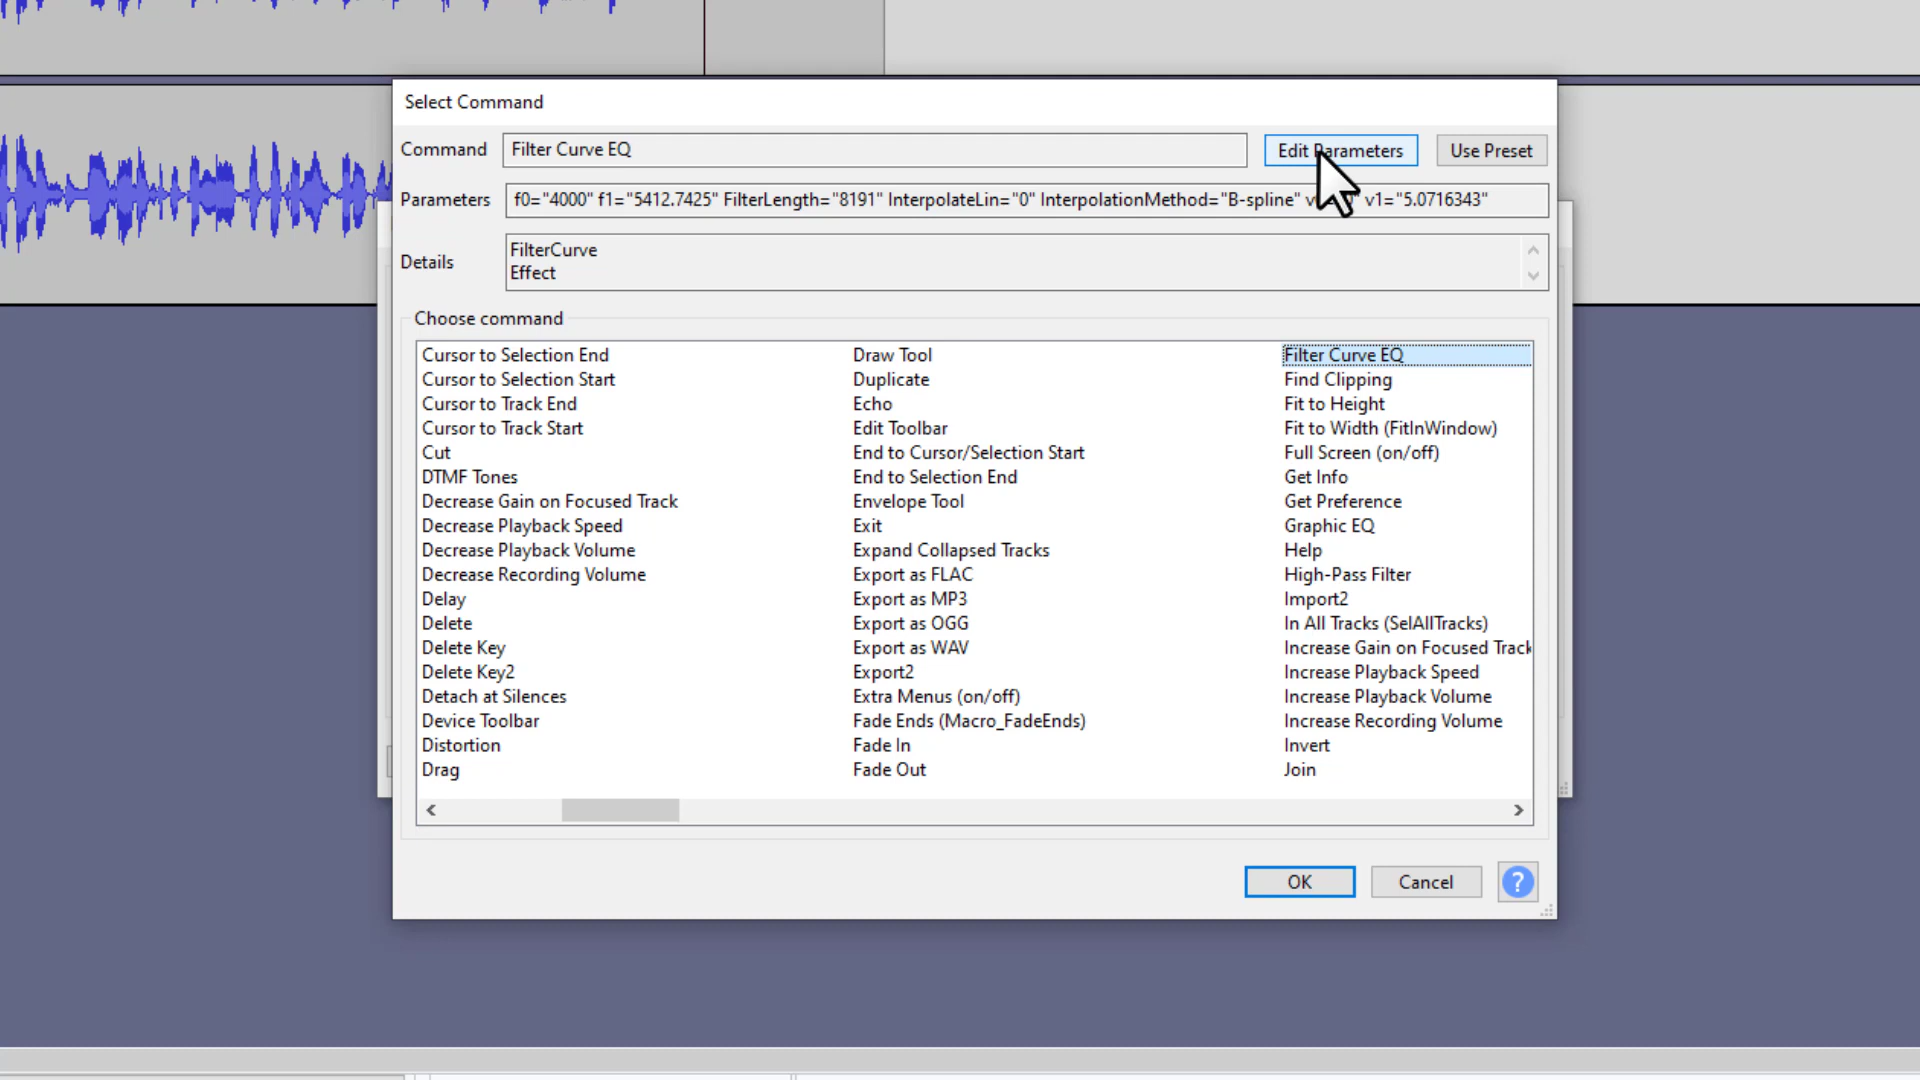 Select Command
Command Filter Curve EQ Edit Parameters Use Preset
Parameters f0="4000" f1="5412.7425" FilterLength="8191" InterpolateLin="0" InterpolationMethod="B-spline" v1="5.0716343"
Details FilterCurve
Effect
Choose command
Cursor to Selection End
Cursor to Selection Start
Cursor to Track End
Cursor to Track Start
Cut
DTMF Tones
Decrease Gain on Focused Track
Decrease Playback Speed
Decrease Playback Volume
Decrease Recording Volume
Delay
Delete
Delete Key
Delete Key2
Detach at Silences
Device Toolbar
Distortion
Drag
Draw Tool
Duplicate
Echo
Edit Toolbar
End to Cursor/Selection Start
End to Selection End
Envelope Tool
Exit
Expand Collapsed Tracks
Export as FLAC
Export as MP3
Export as OGG
Export as WAV
Export2
Extra Menus (on/off)
Fade Ends (Macro_FadeEnds)
Fade In
Fade Out
Filter Curve EQ
Find Clipping
Fit to Height
Fit to Width (FitInWindow)
Full Screen (on/off)
Get Info
Get Preference
Graphic EQ
Help
High-Pass Filter
Import2
In All Tracks (SelAllTracks)
Increase Gain on Focused Track
Increase Playback Speed
Increase Playback Volume
Increase Recording Volume
Invert
Join
OK Cancel ?